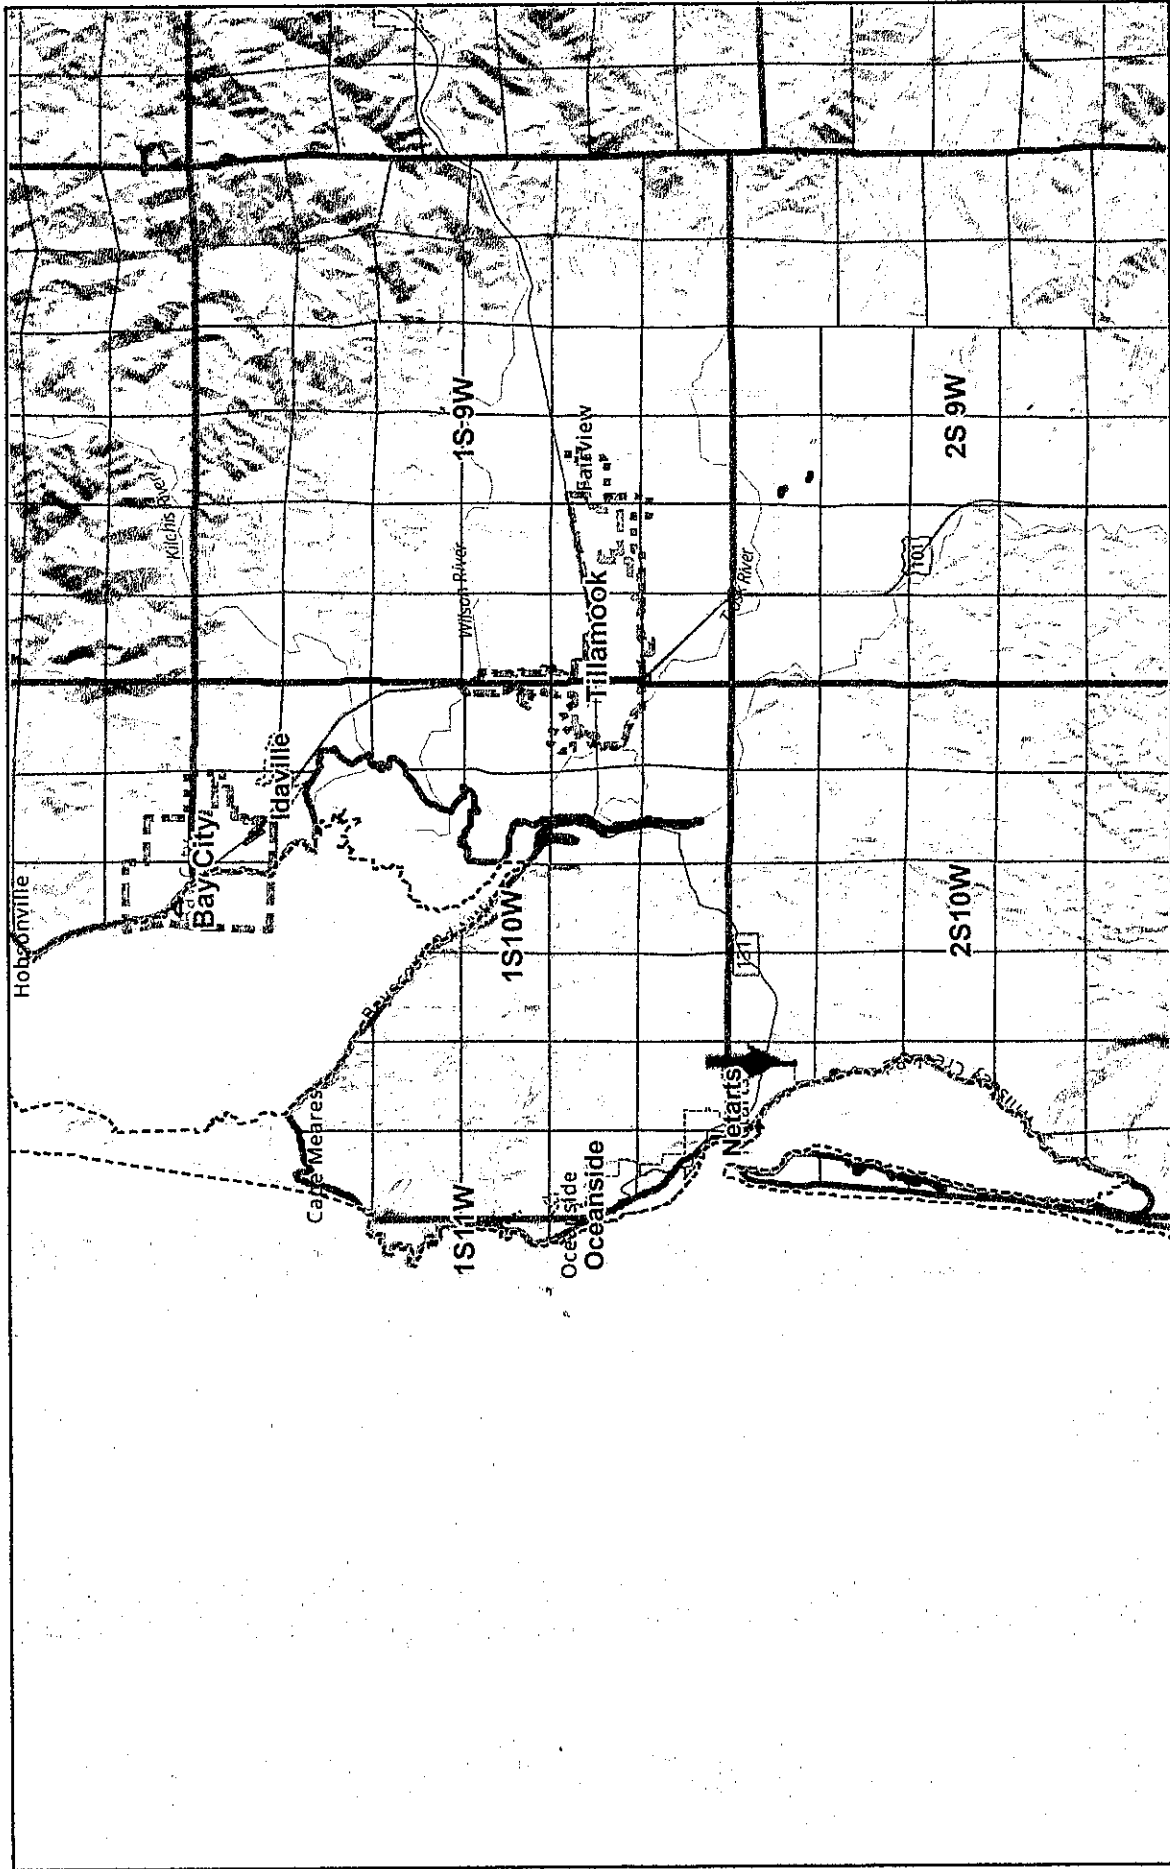 Hobsonville
Bay City
Idaville
Kilchis River
Cape Meares
1S10W
1S11W
Wilson River
1S 9W
Fairview
Tillamook
Oceanside
Oceanside
Netarts
131
River
101
2S10W
2S 9W